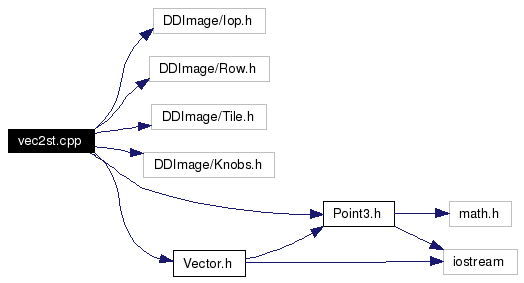 DDImage/Iop.h
DDImage/Row.h
DDImage/Tile.h
vec2st.cpp
DDImage/Knobs.h
Point3.h
math.h
Vector.h
iostream